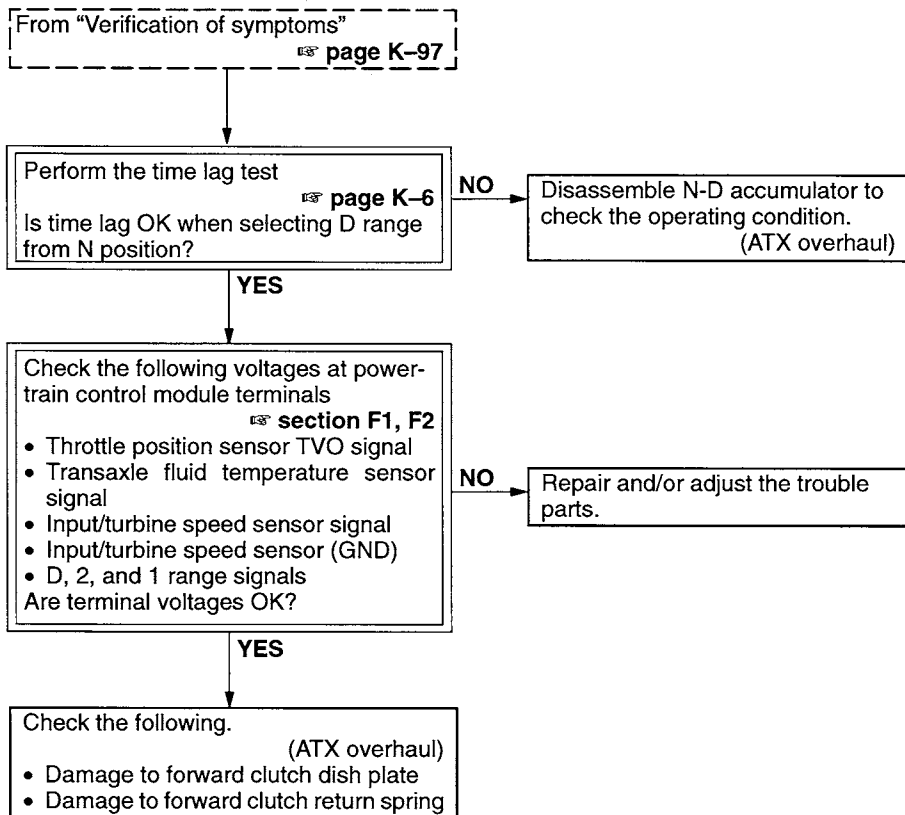 From “Verification of symptoms”
☞ page K–97
Perform the time lag test
☞ page K–6
Is time lag OK when selecting D range
from N position?
NO
Disassemble N-D accumulator to
check the operating condition.
(ATX overhaul)
YES
Check the following voltages at power-
train control module terminals
☞ section F1, F2
• Throttle position sensor TVO signal
• Transaxle fluid temperature sensor
signal
• Input/turbine speed sensor signal
• Input/turbine speed sensor (GND)
• D, 2, and 1 range signals
Are terminal voltages OK?
NO
Repair and/or adjust the trouble
parts.
YES
Check the following.
(ATX overhaul)
• Damage to forward clutch dish plate
• Damage to forward clutch return spring